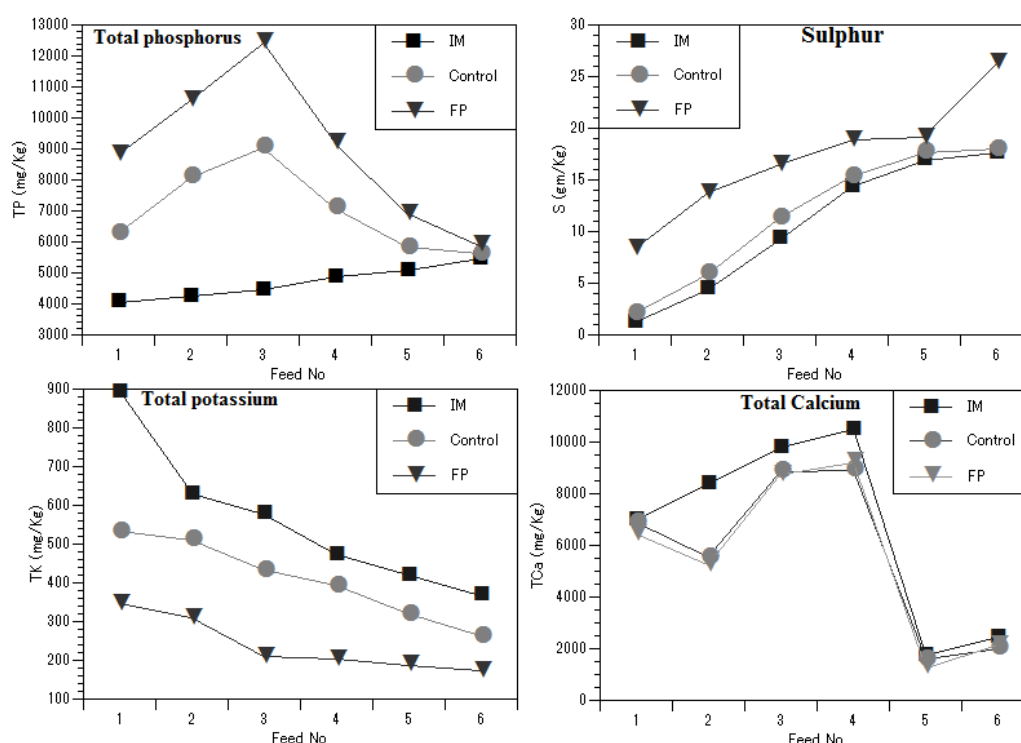 Total phosphorus
IM
Control
FP
13000
12000
11000
10000
9000
8000
7000
6000
5000
4000
3000
TP (mg/Kg)
1 2 3 4 5 6
Feed No
Sulphur
IM
Control
FP
30
25
20
15
10
5
0
S (gm/Kg)
1 2 3 4 5 6
Feed No
Total potassium
IM
Control
FP
900
800
700
600
500
400
300
200
100
TK (mg/Kg)
1 2 3 4 5 6
Feed No
Total Calcium
IM
Control
FP
12000
10000
8000
6000
4000
2000
0
TCa (mg/Kg)
1 2 3 4 5 6
Feed No